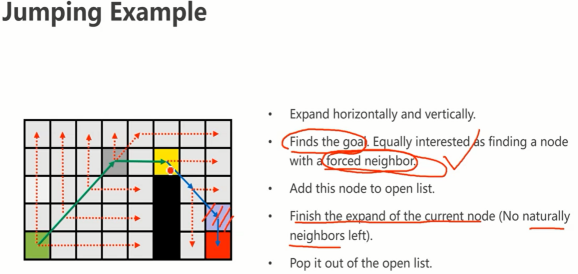 Jumping Example
• Expand horizontally and vertically.
• Finds the goal. Equally interested as finding a node
with a forced neighbor.
• Add this node to open list.
• Finish the expand of the current node (No naturally
neighbors left).
• Pop it out of the open list.